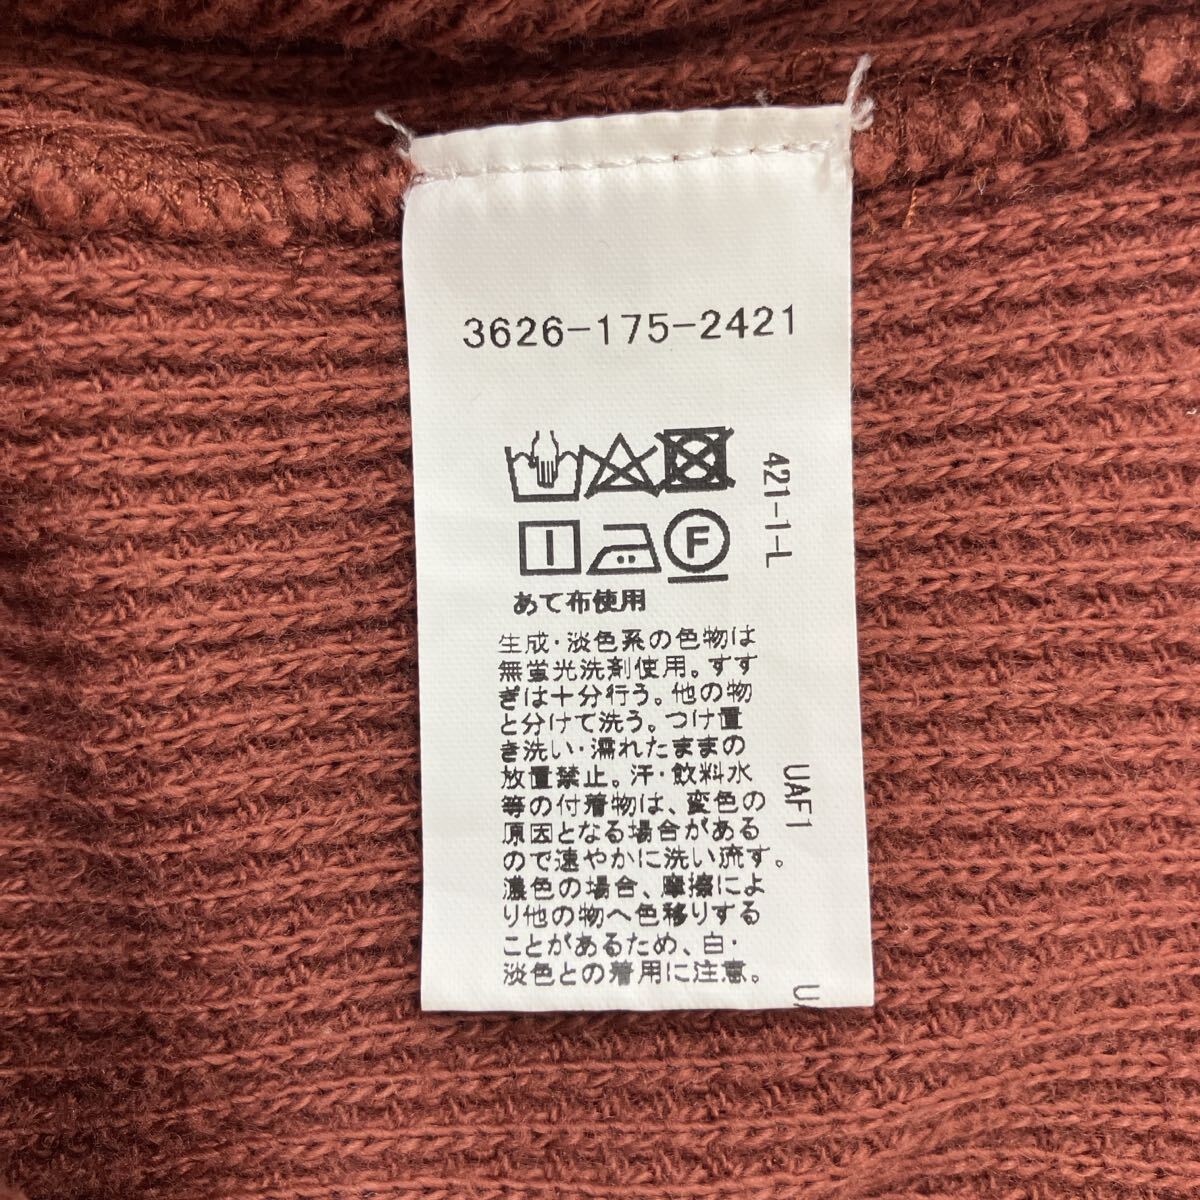 3626-175-2421
421-1-L
F
あて布使用
生成・淡色系の色物は
無蛍光洗剤使用。すす
ぎは十分行う。他の物
と分けて洗う。つけ置
き洗い・濡れたままの
放置禁止。汗・飲料水
等の付着物は、変色の
原因となる場合がある
ので速やかに洗い流す。
濃色の場合、摩擦によ
り他の物へ色移りする
ことがあるため、白・
淡色との着用に注意。
UAF1